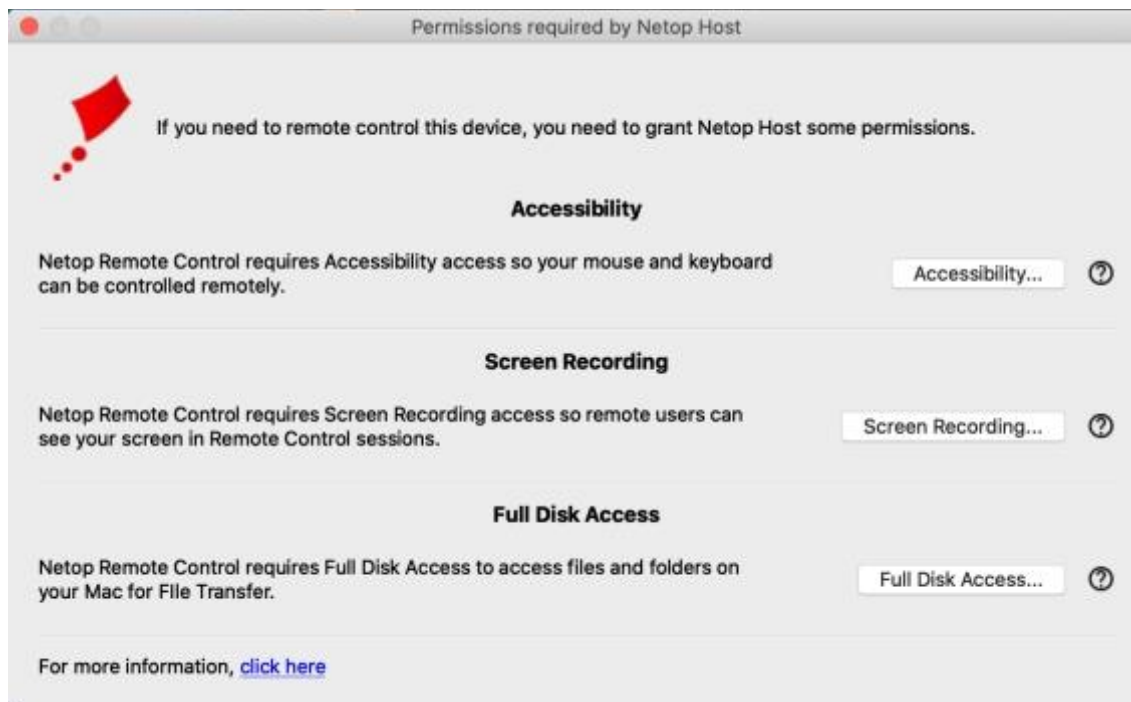 Permissions required by Netop Host
If you need to remote control this device, you need to grant Netop Host some permissions.
Accessibility
Netop Remote Control requires Accessibility access so your mouse and keyboard
can be controlled remotely.
Accessibility...
Screen Recording
Netop Remote Control requires Screen Recording access so remote users can
see your screen in Remote Control sessions.
Screen Recording...
Full Disk Access
Netop Remote Control requires Full Disk Access to access files and folders on
your Mac for FIle Transfer.
Full Disk Access...
For more information, click here